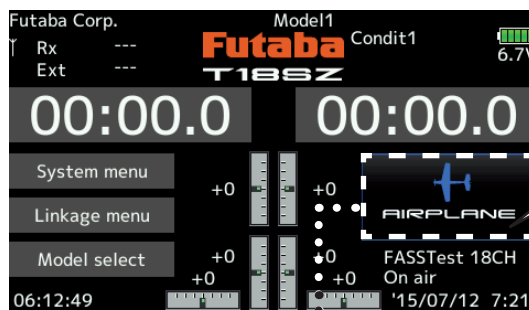 Futaba Corp.
Model1
Rx ---
Ext ---
Futaba
T18SZ
Condit1
6.7V
00:00.0
00:00.0
System menu
Linkage menu
Model select
+0
+0
AIRPLANE
+0
+0
+0
+0
FASSTest 18CH
On air
06:12:49
'15/07/12 7:21